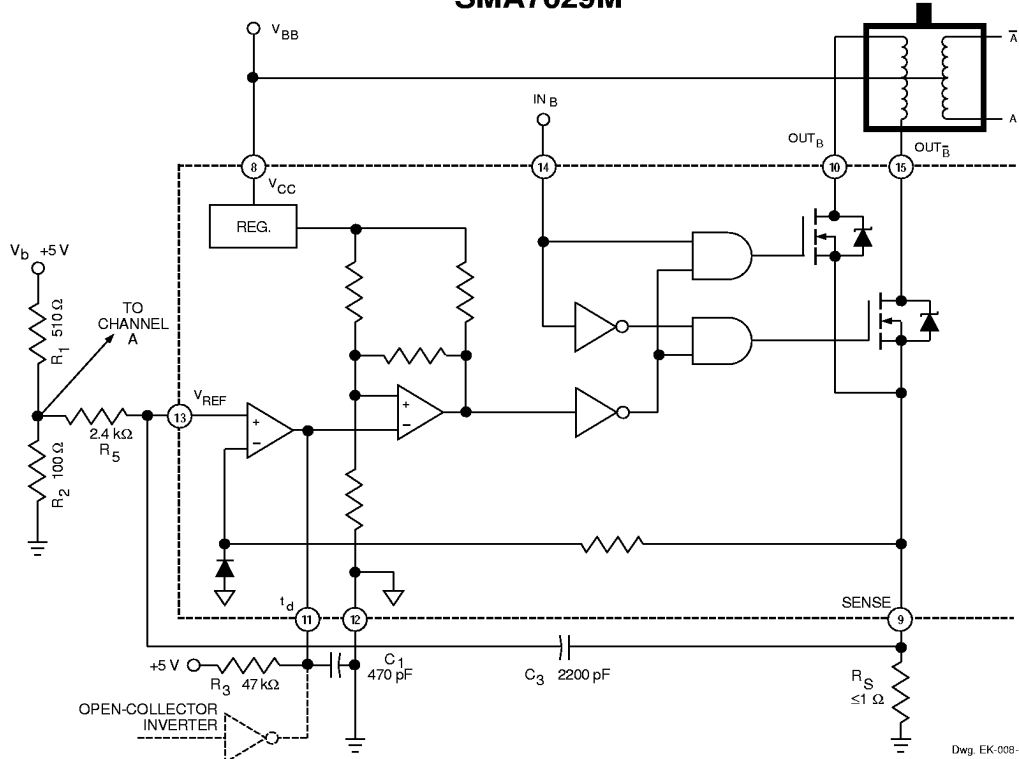 SMA7029M
V_BB
A̅
IN_B
A
OUT_B
OUT_B̅
8
14
10
15
V_CC
REG.
V_b +5 V
TO
CHANNEL
A
R_1 510 Ω
V_REF
+
+
13
−
−
2.4 kΩ
R_5
R_2 100 Ω
t_d
SENSE
11
12
9
+5 V
C_1
470 pF
R_3 47 kΩ
C_3 2200 pF
R_S
≤1 Ω
OPEN-COLLECTOR
INVERTER
Dwg. EK-008-